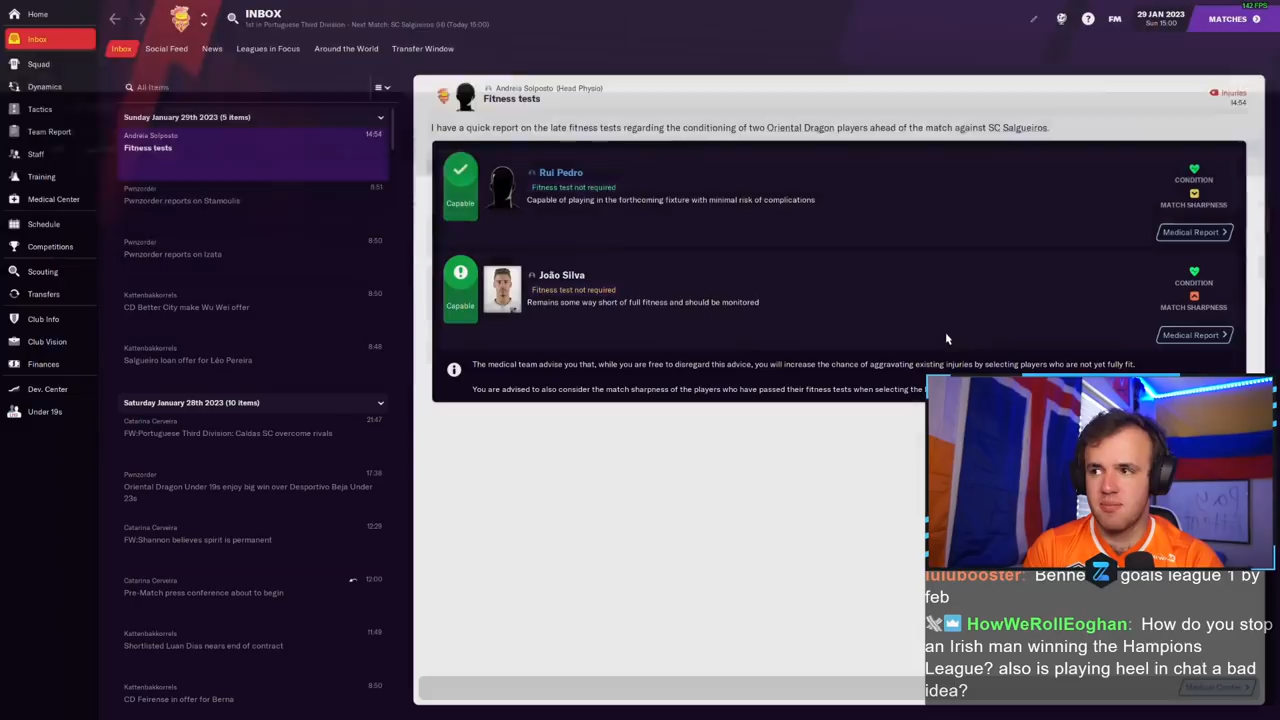 142 FPS
Home
INBOX
1st in Portuguese Third Division - Next Match: SC Salgueiros (H) (Today 15:00)
FM
29 JAN 2023
Sun 15:00
MATCHES
Inbox
Inbox
Social Feed
News
Leagues in Focus
Around the World
Transfer Window
Squad
Dynamics
Tactics
Team Report
Staff
Training
Medical Center
Schedule
Competitions
Scouting
Transfers
Club Info
Club Vision
Finances
Dev. Center
Under 19s
All Items
Sunday January 29th 2023 (5 items)
Andreia Solposto
14:54
Fitness tests
Pwnzorder
8:51
Pwnzorder reports on Stamoulis
Pwnzorder
8:50
Pwnzorder reports on Izata
Kattenbakkorrels
8:50
CD Better City make Wu Wei offer
Kattenbakkorrels
8:48
Salgueiro loan offer for Léo Pereira
Saturday January 28th 2023 (10 items)
Catarina Cerveira
21:47
FW:Portuguese Third Division: Caldas SC overcome rivals
Pwnzorder
17:38
Oriental Dragon Under 19s enjoy big win over Desportivo Beja Under
23s
Catarina Cerveira
12:29
FW:Shannon believes spirit is permanent
Catarina Cerveira
12:00
Pre-Match press conference about to begin
Kattenbakkorrels
11:49
Shortlisted Luan Dias nears end of contract
Kattenbakkorrels
8:50
CD Feirense in offer for Berna
Andreia Solposto (Head Physio)
Fitness tests
Injuries
14:54
I have a quick report on the late fitness tests regarding the conditioning of two Oriental Dragon players ahead of the match against SC Salgueiros.
Capable
Rui Pedro
Fitness test not required
Capable of playing in the forthcoming fixture with minimal risk of complications
CONDITION
MATCH SHARPNESS
Medical Report
Capable
João Silva
Fitness test not required
Remains some way short of full fitness and should be monitored
CONDITION
MATCH SHARPNESS
Medical Report
The medical team advise you that, while you are free to disregard this advice, you will increase the chance of aggravating existing injuries by selecting players who are not yet fully fit.
You are advised to also consider the match sharpness of the players who have passed their fitness tests when selecting the
lulubooster: Benne goals league 1 by
feb
HowWeRollEoghan: How do you stop
an Irish man winning the Hampions
League? also is playing heel in chat a bad
idea?
Medical Center